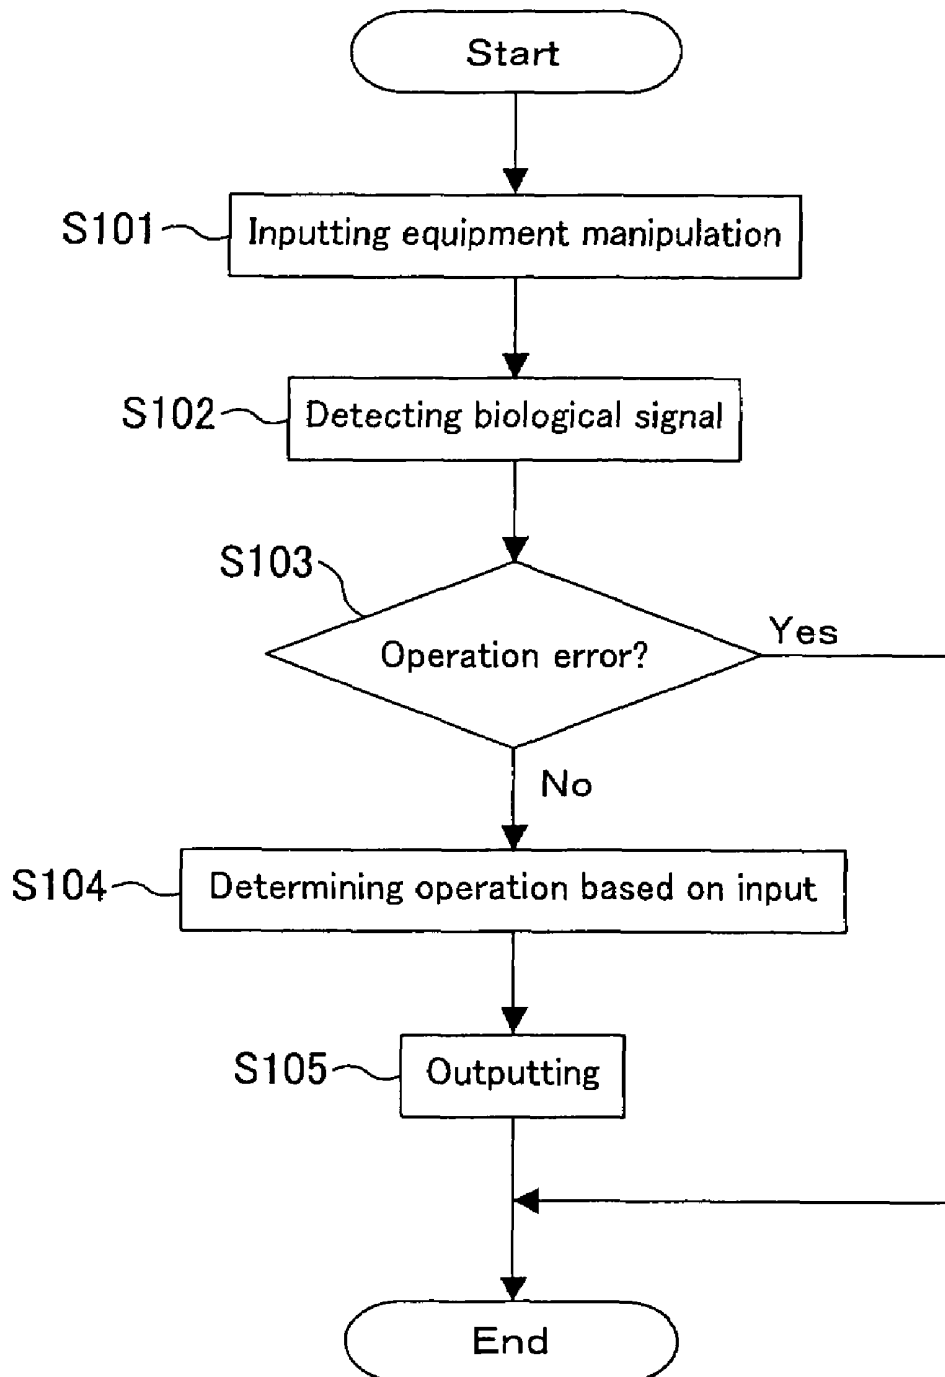 Start
S101
Inputting equipment manipulation
S102
Detecting biological signal
S103
Operation error?
Yes
No
S104
Determining operation based on input
S105
Outputting
End